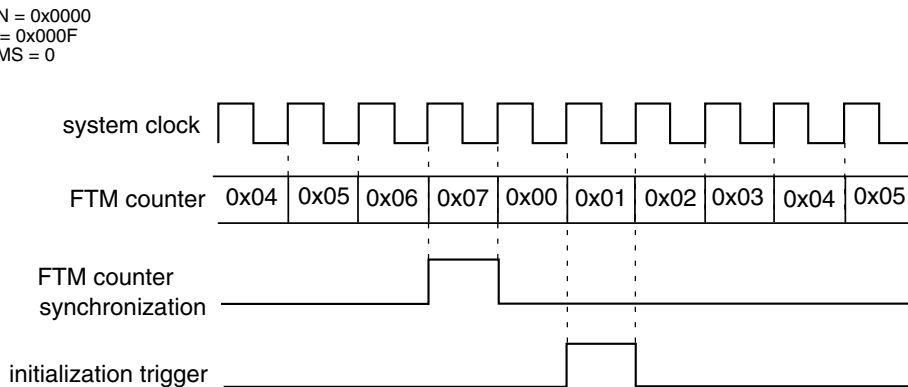 N = 0x0000
= 0x000F
MS = 0
system clock
FTM counter 0x04 0x05 0x06 0x07 0x00 0x01 0x02 0x03 0x04 0x05
FTM counter
synchronization
initialization trigger